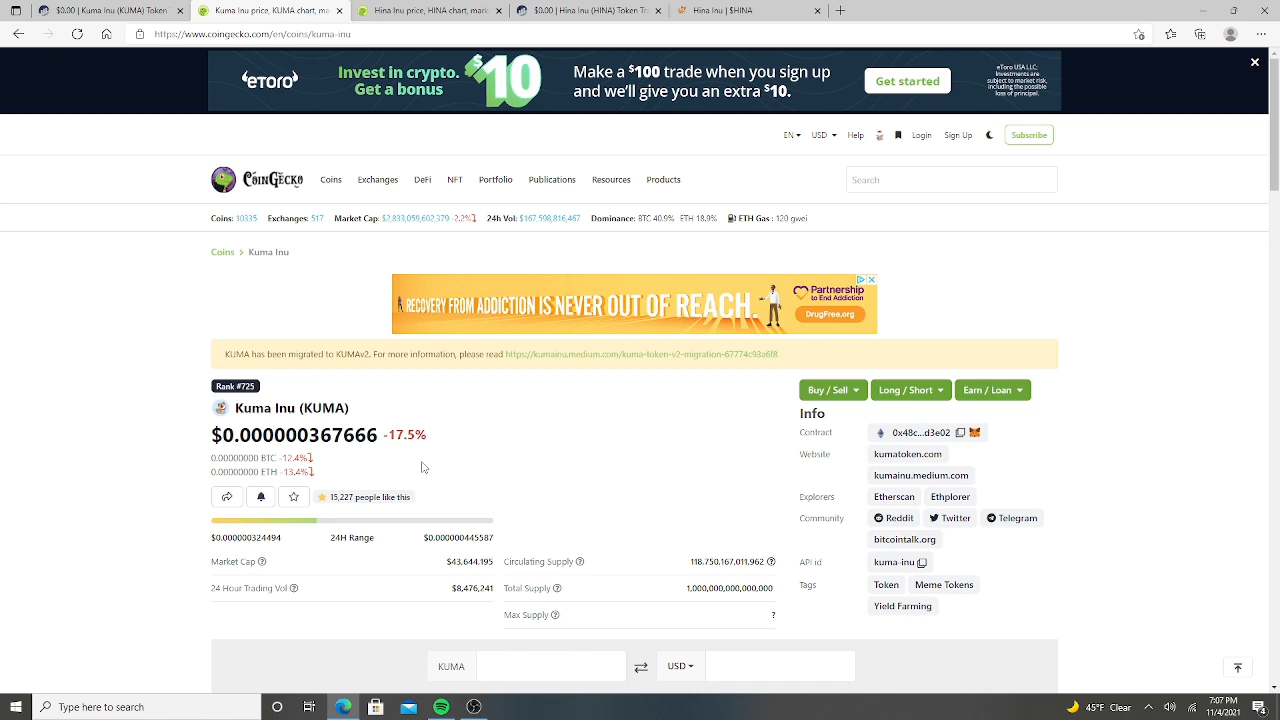 $0.00 | KUMA Token Tok
Kuma Inu price, KUMA chart, m
HINA price, HINA chart, mark
$0.00 | HINA Token Token Trac
Hug | HINA
https://www.coingecko.com/en/coins/kuma-inu
eTORO
Invest in crypto. Get a bonus
$10
Make a $100 trade when you sign up
and we'll give you an extra $10.
Get started
eToro USA LLC:
Investments are
subject to market risk,
including the possible
loss of principal.
EN USD Help Login Sign Up Subscribe
COINGECKO Coins Exchanges DeFi NFT Portfolio Publications Resources Products Search
Coins: 10335 Exchanges: 517 Market Cap: $2,833,059,602,379 -2.2% 24h Vol: $167,598,816,467 Dominance: BTC 40.9% ETH 18.9% ETH Gas : 120 gwei
Coins > Kuma Inu
RECOVERY FROM ADDICTION IS NEVER OUT OF REACH.
Partnership
to End Addiction
DrugFree.org
KUMA has been migrated to KUMAv2. For more information, please read https://kumainu.medium.com/kuma-token-v2-migration-67774c93a6f8
Rank #725
Kuma Inu (KUMA)
$0.000000367666 -17.5%
0.00000000 BTC -12.4%
0.00000000 ETH -13.4%
15,227 people like this
$0.000000324494 24H Range $0.000000445587
Market Cap $43,644,195
24 Hour Trading Vol $8,476,241
Circulating Supply 118,750,167,011,962
Total Supply 1,000,000,000,000,000
Max Supply ?
Buy / Sell Long / Short Earn / Loan
Info
Contract 0x48c...d3e02
Website kumatoken.com
kumainu.medium.com
Explorers Etherscan Ethplorer
Community Reddit Twitter Telegram
bitcointalk.org
API id kuma-inu
Tags Token Meme Tokens
Yield Farming
KUMA USD
Type here to search
45°F Clear
7:07 PM
11/4/2021